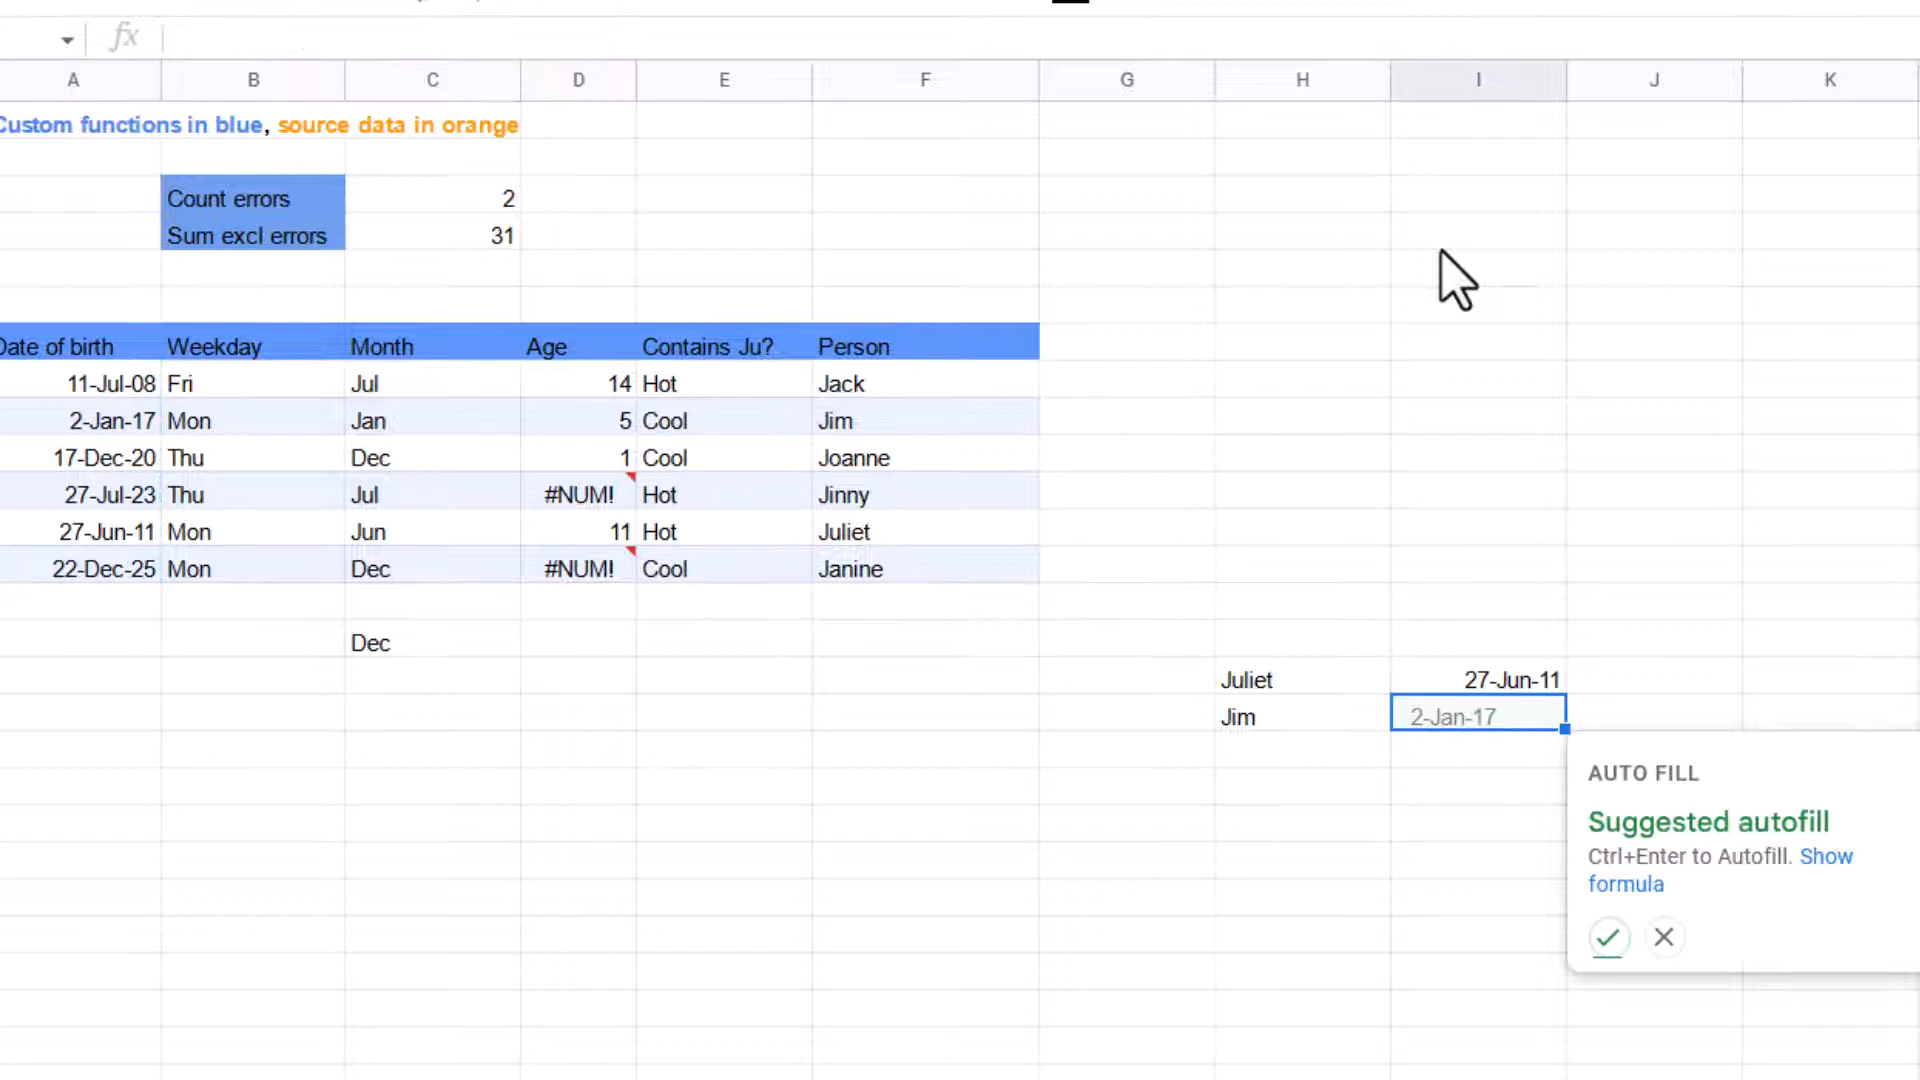 fx
A B C D E F G H I J K
Custom functions in blue, source data in orange
Count errors 2
Sum excl errors 31
Date of birth Weekday Month Age Contains Ju? Person
11-Jul-08 Fri Jul 14 Hot Jack
2-Jan-17 Mon Jan 5 Cool Jim
17-Dec-20 Thu Dec 1 Cool Joanne
27-Jul-23 Thu Jul #NUM! Hot Jinny
27-Jun-11 Mon Jun 11 Hot Juliet
22-Dec-25 Mon Dec #NUM! Cool Janine
Dec
Juliet 27-Jun-11
Jim 2-Jan-17
AUTO FILL
Suggested autofill
Ctrl+Enter to Autofill. Show
formula